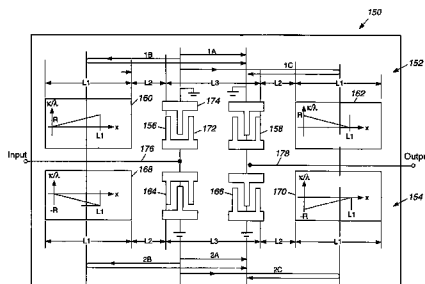 150
1B 1A
1C 152
L1 L2 L3 L2 L1
κ/λ 160 174 κ/λ 162
R 156 172 158 R
x x
L1 L1
Input 176 178 Output
κ/λ 168 κ/λ
x 164 166 170 x 154
-R L1 -R L1
L1 L2 L3 L2 L1
2A
2B 2C